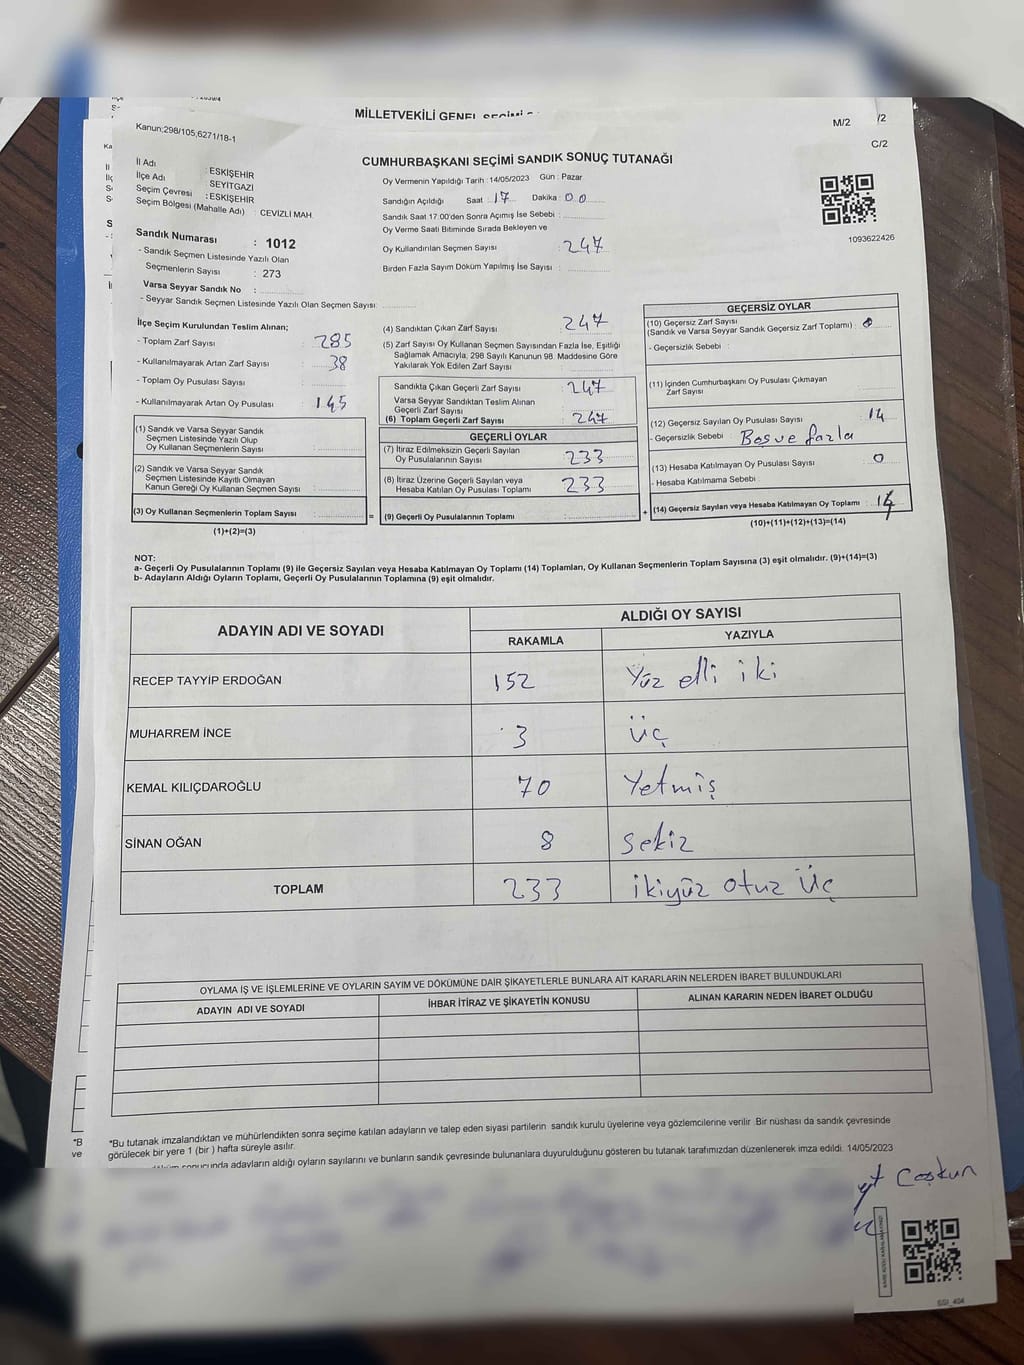 MİLLETVEKİLİ GENEL SEÇİMİ
Kanun:298/105,6271/18-1
M/2
/2
C/2
CUMHURBAŞKANI SEÇİMİ SANDIK SONUÇ TUTANAĞI
İl Adı : ESKİŞEHİR
İlçe Adı SEYİTGAZİ
Seçim Çevresi : ESKİŞEHİR
Seçim Bölgesi (Mahalle Adı) : CEVİZLİ MAH.
Sandık Numarası : 1012
- Sandık Seçmen Listesinde Yazılı Olan
Seçmenlerin Sayısı : 273
Varsa Seyyar Sandık No :
- Seyyar Sandık Seçmen Listesinde Yazılı Olan Seçmen Sayısı:
Oy Vermenin Yapıldığı Tarih : 14/05/2023 Gün : Pazar
Sandığın Açıldığı Saat : 17 Dakika : 00
Sandık Saat 17.00'den Sonra Açımış İse Sebebi :
Oy Verme Saati Bitiminde Sırada Bekleyen ve
Oy Kullandırılan Seçmen Sayısı : 247
Birden Fazla Sayım Döküm Yapılmış İse Sayısı :
1093622426
İlçe Seçim Kurulundan Teslim Alınan;
- Toplam Zarf Sayısı : 285
- Kullanılmayarak Artan Zarf Sayısı : 38
- Toplam Oy Pusulası Sayısı :
- Kullanılmayarak Artan Oy Pusulası : 145
(1) Sandık ve Varsa Seyyar Sandık
Seçmen Listesinde Yazılı Olup
Oy Kullanan Seçmenlerin Sayısı :
(2) Sandık ve Varsa Seyyar Sandık
Seçmen Listesinde Kayıtlı Olmayan
Kanun Gereği Oy Kullanan Seçmen Sayısı :
(3) Oy Kullanan Seçmenlerin Toplam Sayısı :
(1)+(2)=(3)
(4) Sandıktan Çıkan Zarf Sayısı : 247
(5) Zarf Sayısı Oy Kullanan Seçmen Sayısından Fazla İse, Eşitliği
Sağlamak Amacıyla, 298 Sayılı Kanunun 98. Maddesine Göre
Yakılarak Yok Edilen Zarf Sayısı :
Sandıkta Çıkan Geçerli Zarf Sayısı : 247
Varsa Seyyar Sandıktan Teslim Alınan
Geçerli Zarf Sayısı :
(6) Toplam Geçerli Zarf Sayısı : 247
GEÇERLİ OYLAR
(7) İtiraz Edilmeksizin Geçerli Sayılan
Oy Pusulalarının Sayısı : 233
(8) İtiraz Üzerine Geçerli Sayılan veya
Hesaba Katılan Oy Pusulası Toplamı : 233
= (9) Geçerli Oy Pusulalarının Toplamı :
GEÇERSİZ OYLAR
(10) Geçersiz Zarf Sayısı
(Sandık ve Varsa Seyyar Sandık Geçersiz Zarf Toplamı) : 0
- Geçersizlik Sebebi :
(11) İçinden Cumhurbaşkanı Oy Pusulası Çıkmayan
Zarf Sayısı :
(12) Geçersiz Sayılan Oy Pusulası Sayısı : 14
- Geçersizlik Sebebi : Boş ve fazla
(13) Hesaba Katılmayan Oy Pusulası Sayısı : 0
- Hesaba Katılmama Sebebi :
+ (14) Geçersiz Sayılan veya Hesaba Katılmayan Oy Toplamı : 14
(10)+(11)+(12)+(13)=(14)
NOT:
a- Geçerli Oy Pusulalarının Toplamı (9) ile Geçersiz Sayılan veya Hesaba Katılmayan Oy Toplamı (14) Toplamları, Oy Kullanan Seçmenlerin Toplam Sayısına (3) eşit olmalıdır. (9)+(14)=(3)
b- Adayların Aldığı Oyların Toplamı, Geçerli Oy Pusulalarının Toplamına (9) eşit olmalıdır.
ADAYIN ADI VE SOYADI
ALDIĞI OY SAYISI
RAKAMLA YAZIYLA
RECEP TAYYİP ERDOĞAN 152 Yüz elli iki
MUHARREM İNCE 3 Üç
KEMAL KILIÇDAROĞLU 70 Yetmiş
SİNAN OĞAN 8 Sekiz
TOPLAM 233 ikiyüz otuz Üç
OYLAMA İŞ VE İŞLEMLERİNE VE OYLARIN SAYIM VE DÖKÜMÜNE DAİR ŞİKAYETLERLE BUNLARA AİT KARARLARIN NELERDEN İBARET BULUNDUKLARI
ADAYIN ADI VE SOYADI İHBAR İTİRAZ VE ŞİKAYETİN KONUSU ALINAN KARARIN NEDEN İBARET OLDUĞU
*Bu tutanak imzalandıktan ve mühürlendikten sonra seçime katılan adayların ve talep eden siyasi partilerin sandık kurulu üyelerine veya gözlemcilerine verilir. Bir nüshası da sandık çevresinde
görülecek bir yere 1 (bir) hafta süreyle asılır.
sonucunda adayların aldığı oyların sayılarını ve bunların sandık çevresinde bulunanlara duyurulduğunu gösteren bu tutanak tarafımızdan düzenlenerek imza edildi. 14/05/2023
Coşkun